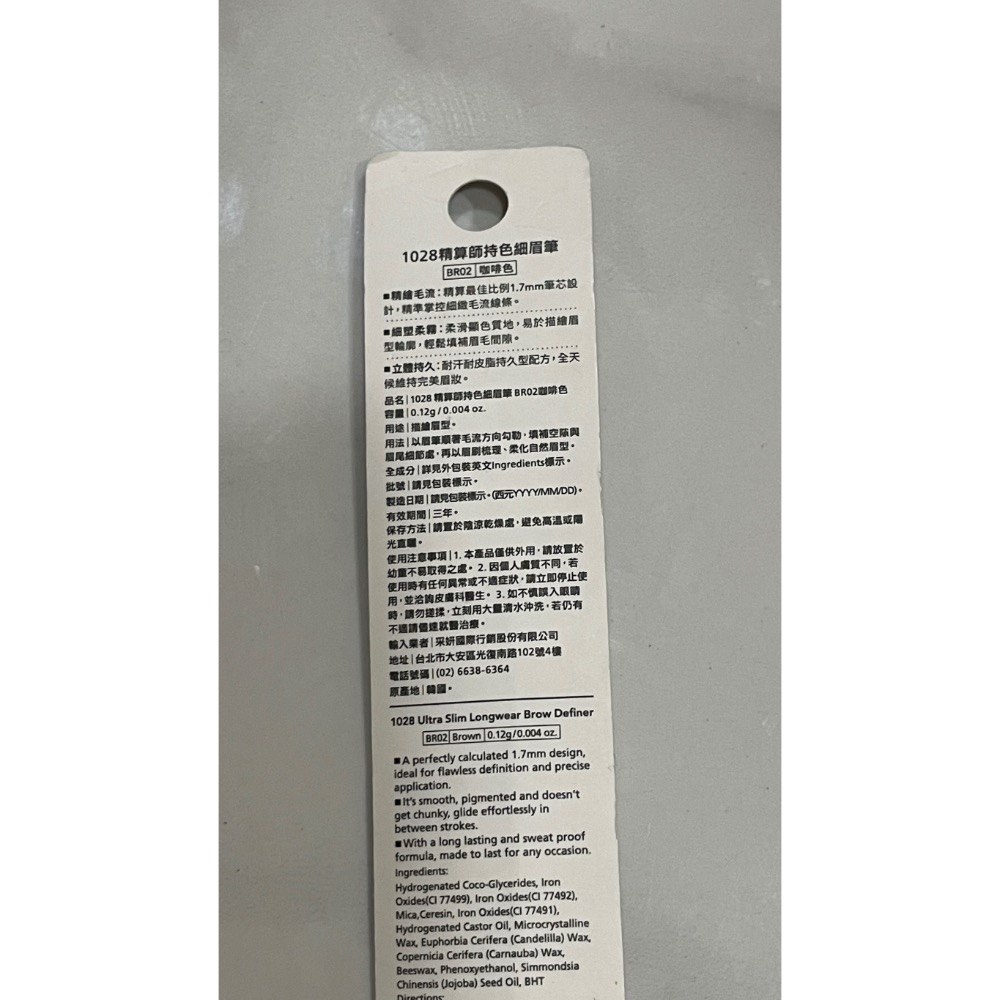 1028精算師持色細眉筆
BR02 咖啡色
■精繪毛流:精算最佳比例1.7mm筆芯設
計,精準掌控細緻毛流線條。
■細塑柔霧:柔滑顯色質地,易於描繪眉
型輪廓,輕鬆填補眉毛間隙。
■立體持久:耐汗耐皮脂持久型配方,全天
候維持完美眉妝。
品名|1028 精算師持色細眉筆 BR02咖啡色
容量|0.12g / 0.004 oz.
用途|描繪眉型。
用法|以眉筆順著毛流方向勾勒,填補空隙與
眉尾細節處,再以眉刷梳理、柔化自然眉型。
全成分|詳見外包裝英文Ingredients標示。
批號|請見包裝標示。
製造日期|請見包裝標示。(西元YYYY/MM/DD)。
有效期間|三年。
保存方法|請置於陰涼乾燥處,避免高溫或陽
光直曬。
使用注意事項|1. 本產品僅供外用,請放置於
幼童不易取得之處。2. 因個人膚質不同,若
使用時有任何異常或不適症狀,請立即停止使
用,並洽詢皮膚科醫生。3. 如不慎誤入眼睛
時,請勿搓揉,立刻用大量清水沖洗,若仍有
不適請儘速就醫治療。
輸入業者|采妍國際行銷股份有限公司
地址|台北市大安區光復南路102號4樓
電話號碼|(02) 6638-6364
原產地|韓國。
1028 Ultra Slim Longwear Brow Definer
BR02 Brown 0.12g/0.004 oz.
■A perfectly calculated 1.7mm design,
ideal for flawless definition and precise
application.
■It's smooth, pigmented and doesn't
get chunky, glide effortlessly in
between strokes.
■With a long lasting and sweat proof
formula, made to last for any occasion.
Ingredients:
Hydrogenated Coco-Glycerides, Iron
Oxides(CI 77499), Iron Oxides(CI 77492),
Mica,Ceresin, Iron Oxides(CI 77491),
Hydrogenated Castor Oil, Microcrystalline
Wax, Euphorbia Cerifera (Candelilla) Wax,
Copernicia Cerifera (Carnauba) Wax,
Beeswax, Phenoxyethanol, Simmondsia
Chinensis (Jojoba) Seed Oil, BHT
Directions: